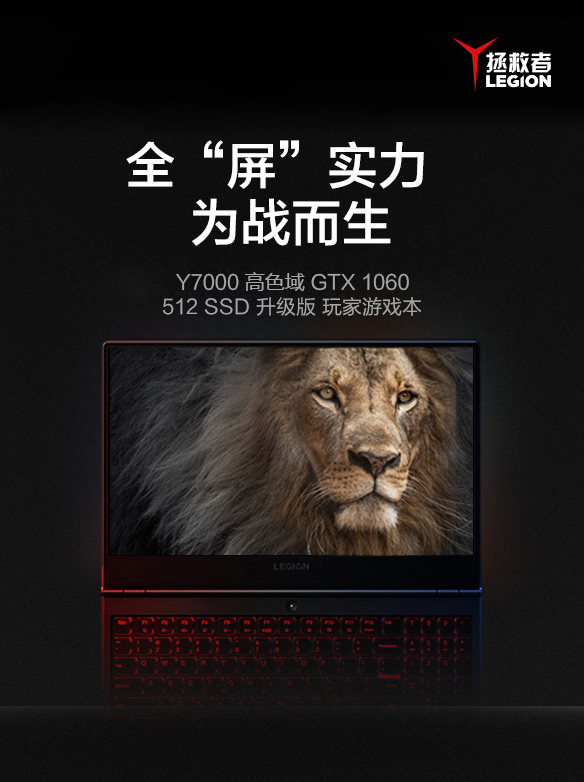 拯救者
LEGION
全“屏”实力
为战而生
Y7000 高色域 GTX 1060
512 SSD 升级版 玩家游戏本
LEGION